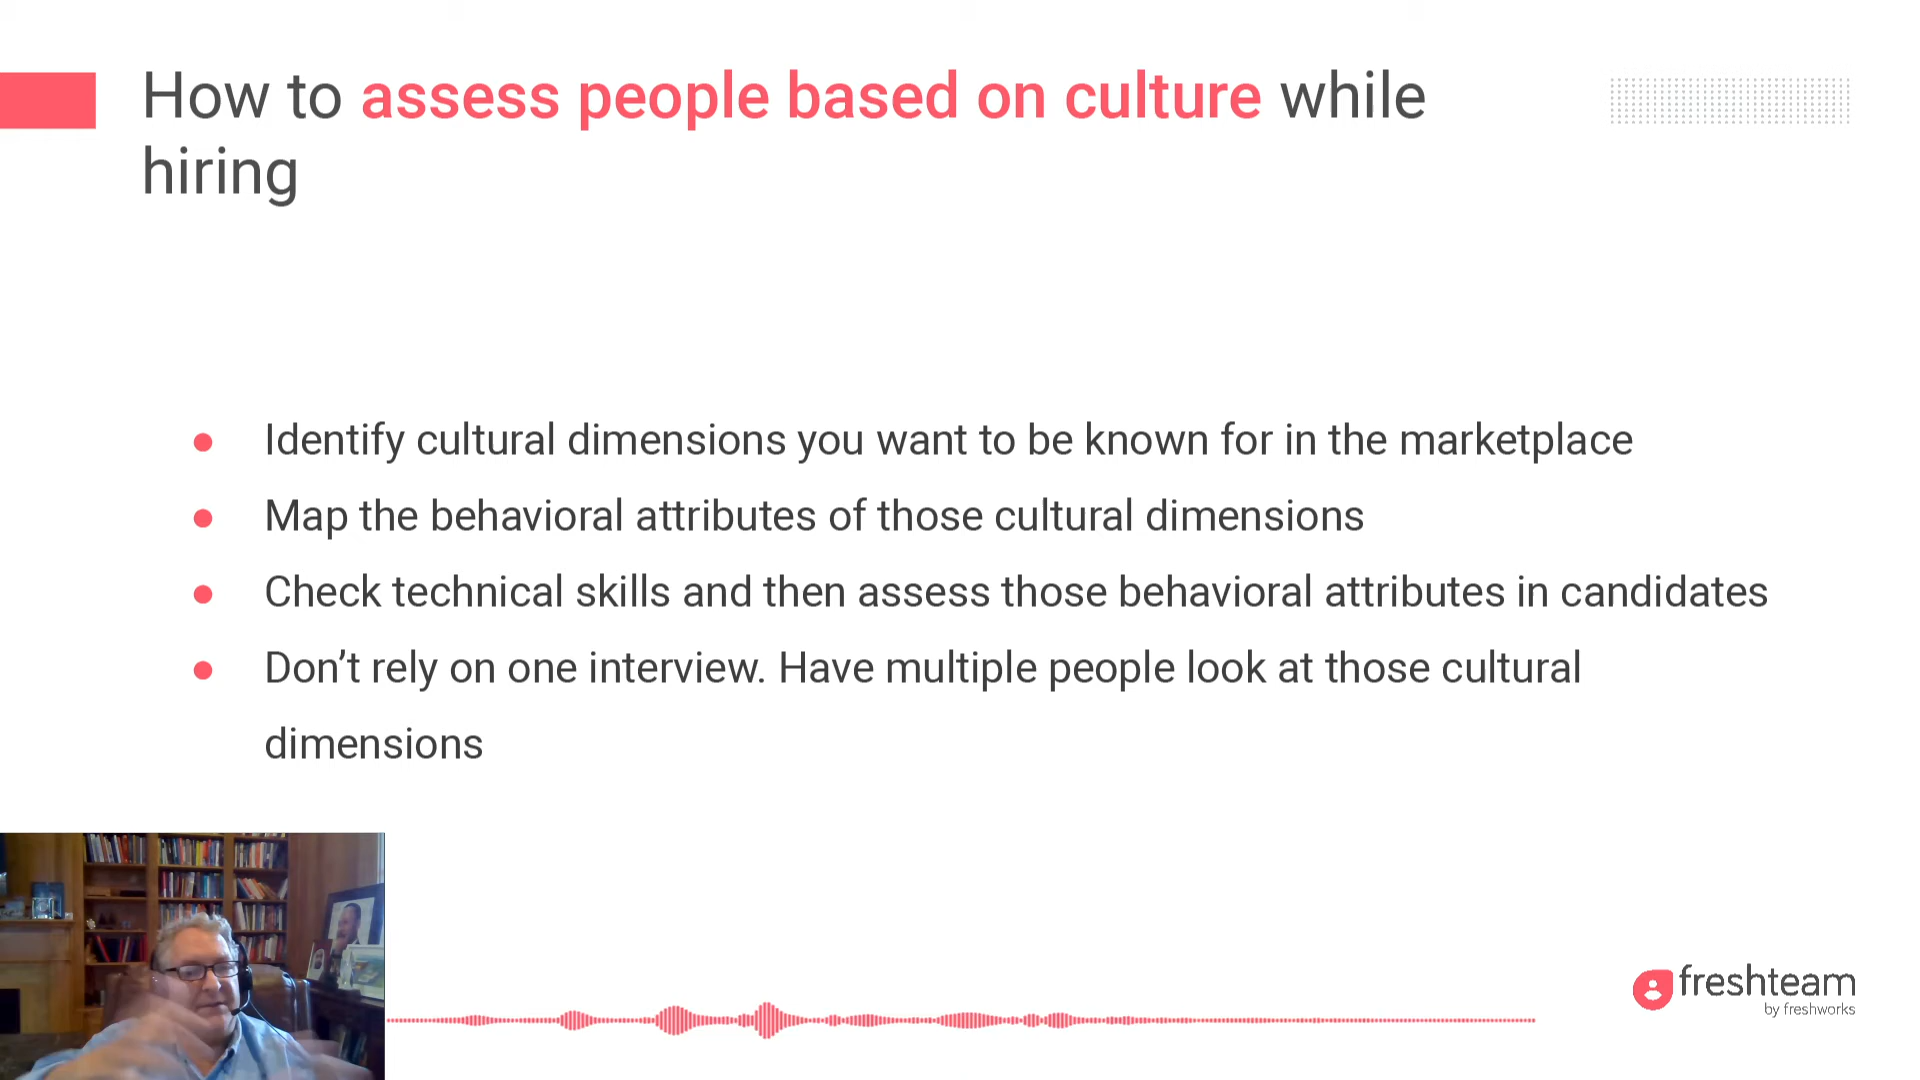 How to assess people based on culture while
hiring
● Identify cultural dimensions you want to be known for in the marketplace
● Map the behavioral attributes of those cultural dimensions
● Check technical skills and then assess those behavioral attributes in candidates
● Don’t rely on one interview. Have multiple people look at those cultural
dimensions
freshteam
by freshworks